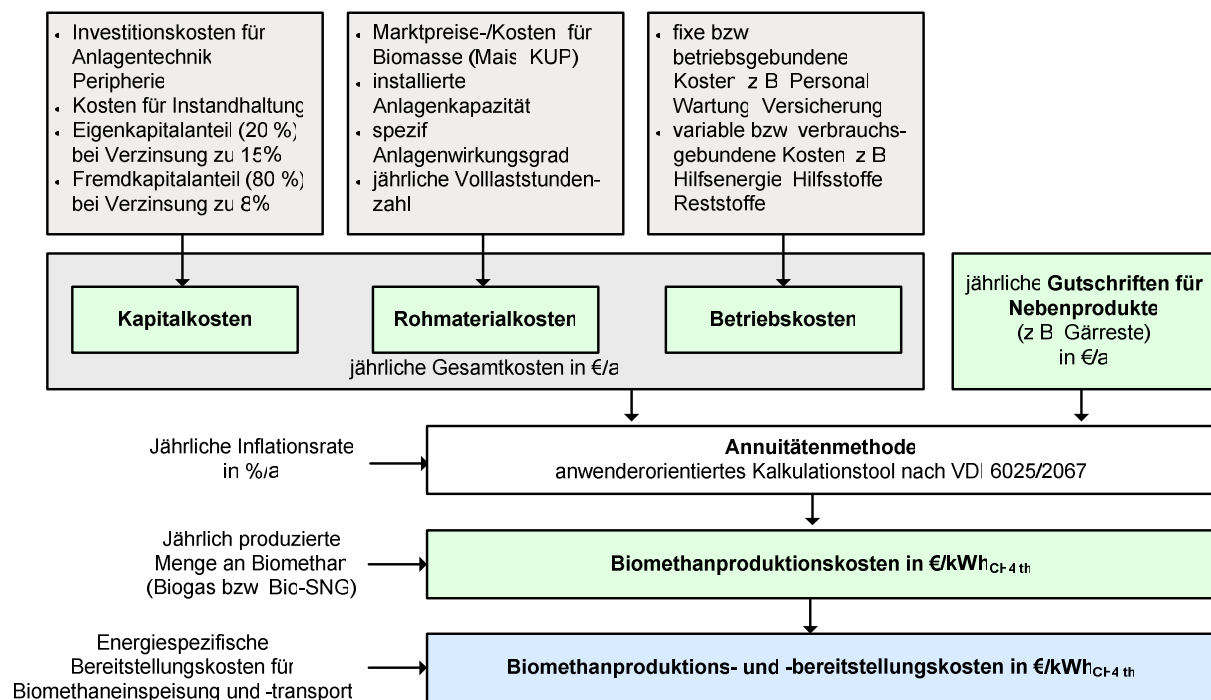 • Investitionskosten für
Anlagentechnik
Peripherie
• Kosten für Instandhaltung
• Eigenkapitalanteil (20 %)
bei Verzinsung zu 15%
• Fremdkapitalanteil (80 %)
bei Verzinsung zu 8%
• Marktpreise-/Kosten für
Biomasse (Mais KUP)
• installierte
Anlagenkapazität
• spezif
Anlagenwirkungsgrad
• jährliche Volllaststunden-
zahl
• fixe bzw
betriebsgebundene
Kosten z B Personal
Wartung Versicherung
• variable bzw verbrauchs-
gebundene Kosten z B
Hilfsenergie Hilfsstoffe
Reststoffe
Kapitalkosten
Rohmaterialkosten
Betriebskosten
jährliche Gesamtkosten in €/a
jährliche Gutschriften für
Nebenprodukte
(z B Gärreste)
in €/a
Jährliche Inflationsrate
in %/a
Annuitätenmethode
anwenderorientiertes Kalkulationstool nach VDI 6025/2067
Jährlich produzierte
Menge an Biomethan
(Biogas bzw Bio-SNG)
Biomethanproduktionskosten in €/kWhCH4 th
Energiespezifische
Bereitstellungskosten für
Biomethaneinspeisung und -transport
Biomethanproduktions- und -bereitstellungskosten in €/kWhCH4 th